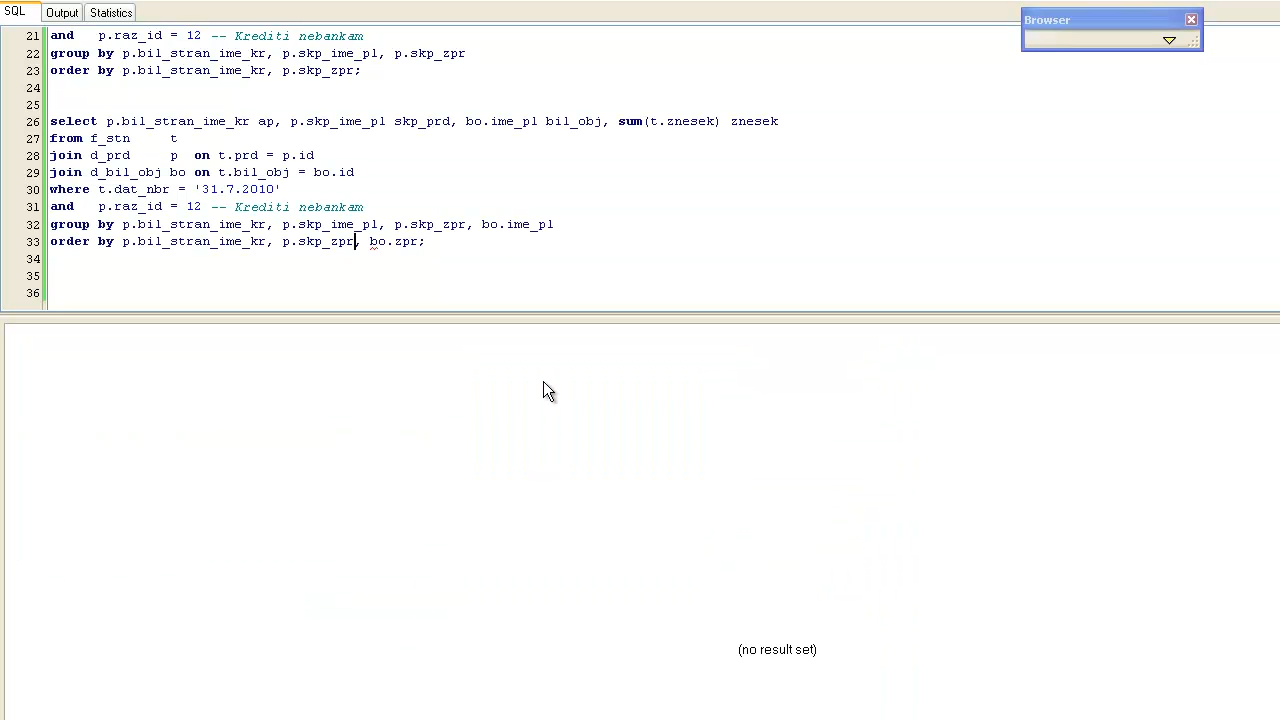 SQL Output Statistics
Browser
21 and   p.raz_id = 12 -- Krediti nebankam
22 group by p.bil_stran_ime_kr, p.skp_ime_pl, p.skp_zpr
23 order by p.bil_stran_ime_kr, p.skp_zpr;
24
25
26 select p.bil_stran_ime_kr ap, p.skp_ime_pl skp_prd, bo.ime_pl bil_obj, sum(t.znesek) znesek
27 from f_stn     t
28 join d_prd     p  on t.prd = p.id
29 join d_bil_obj bo on t.bil_obj = bo.id
30 where t.dat_nbr = '31.7.2010'
31 and   p.raz_id = 12 -- Krediti nebankam
32 group by p.bil_stran_ime_kr, p.skp_ime_pl, p.skp_zpr, bo.ime_pl
33 order by p.bil_stran_ime_kr, p.skp_zpr, bo.zpr;
34
35
36
(no result set)